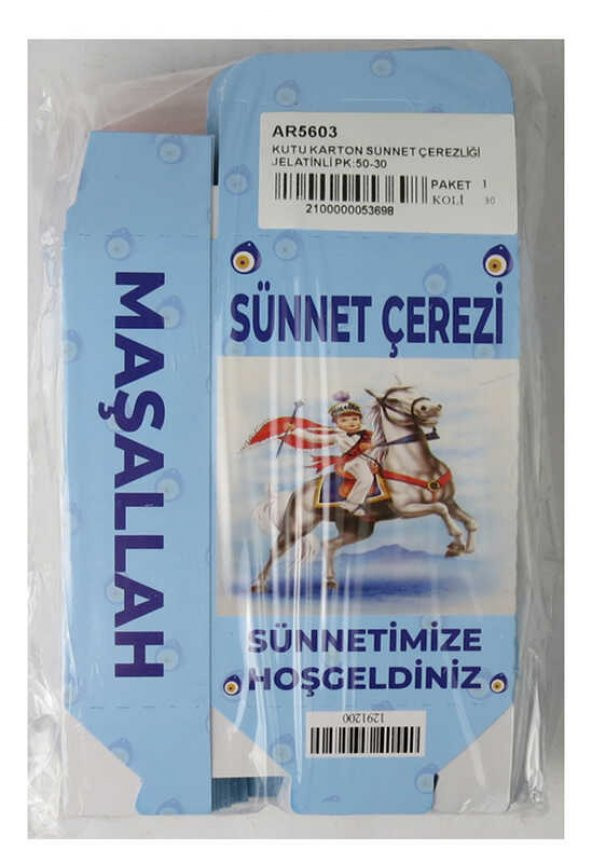 AR5603
KUTU KARTON SÜNNET ÇEREZLİĞİ
JELATİNLİ PK:50-30
PAKET 1
KOLİ 30
2100000053698
SÜNNET ÇEREZİ
MAŞALLAH
SÜNNETİMİZE
HOŞGELDİNİZ
1291200